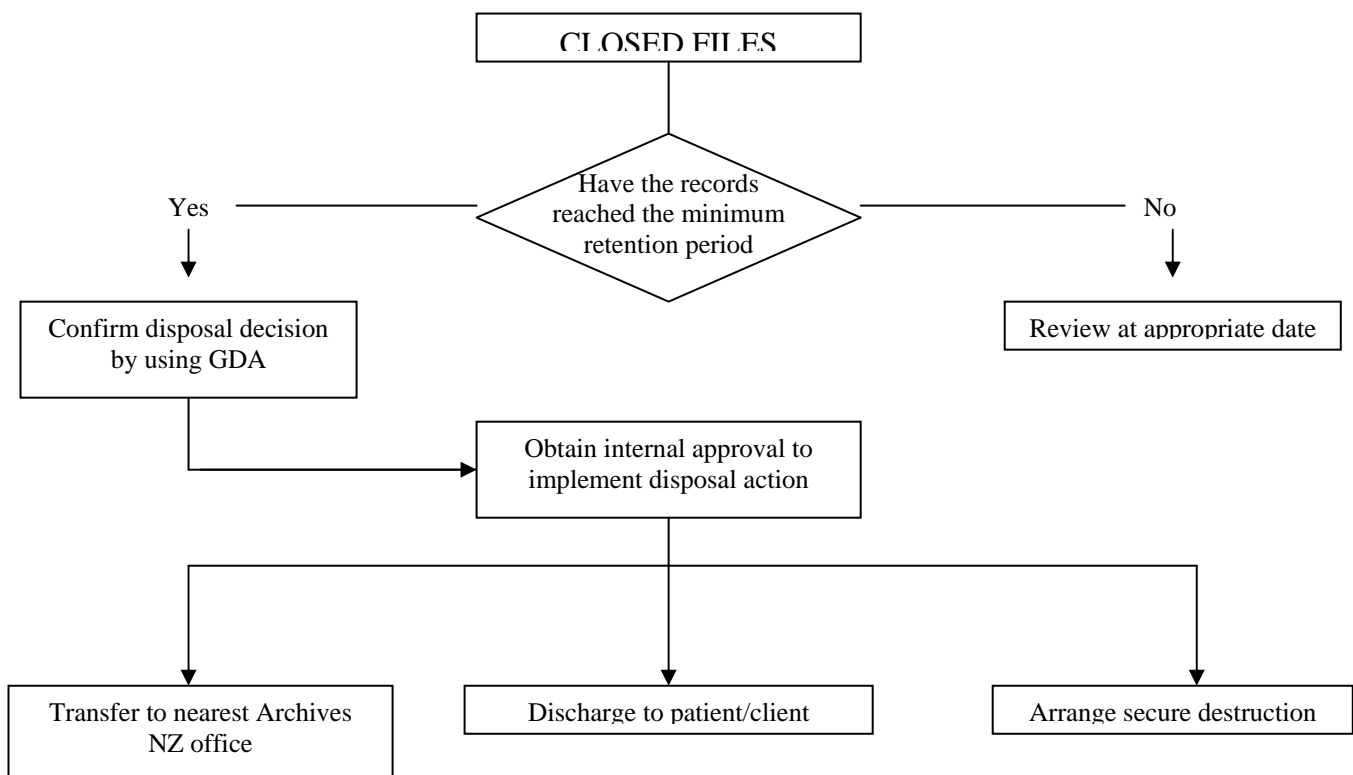 CLOSED FILES
Have the records
reached the minimum
retention period
Yes
No
Confirm disposal decision
by using GDA
Review at appropriate date
Obtain internal approval to
implement disposal action
Transfer to nearest Archives
NZ office
Discharge to patient/client
Arrange secure destruction